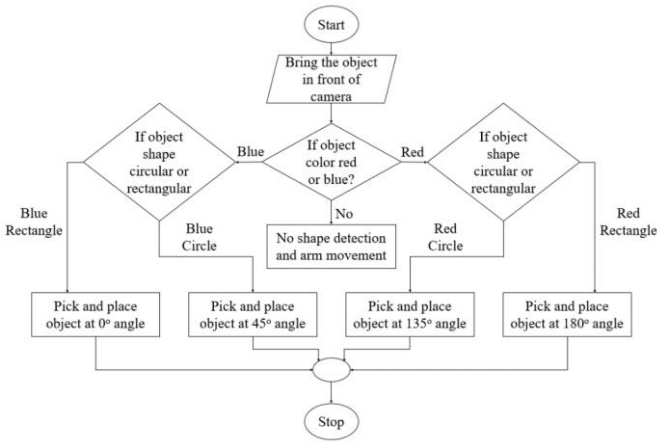 Start
Bring the object
in front of
camera
If object
shape
circular or
rectangular
Blue
If object
color red
or blue?
Red
If object
shape
circular or
rectangular
No
Blue
Rectangle
Blue
Circle
No shape detection
and arm movement
Red
Circle
Red
Rectangle
Pick and place
object at 0° angle
Pick and place
object at 45° angle
Pick and place
object at 135° angle
Pick and place
object at 180° angle
Stop